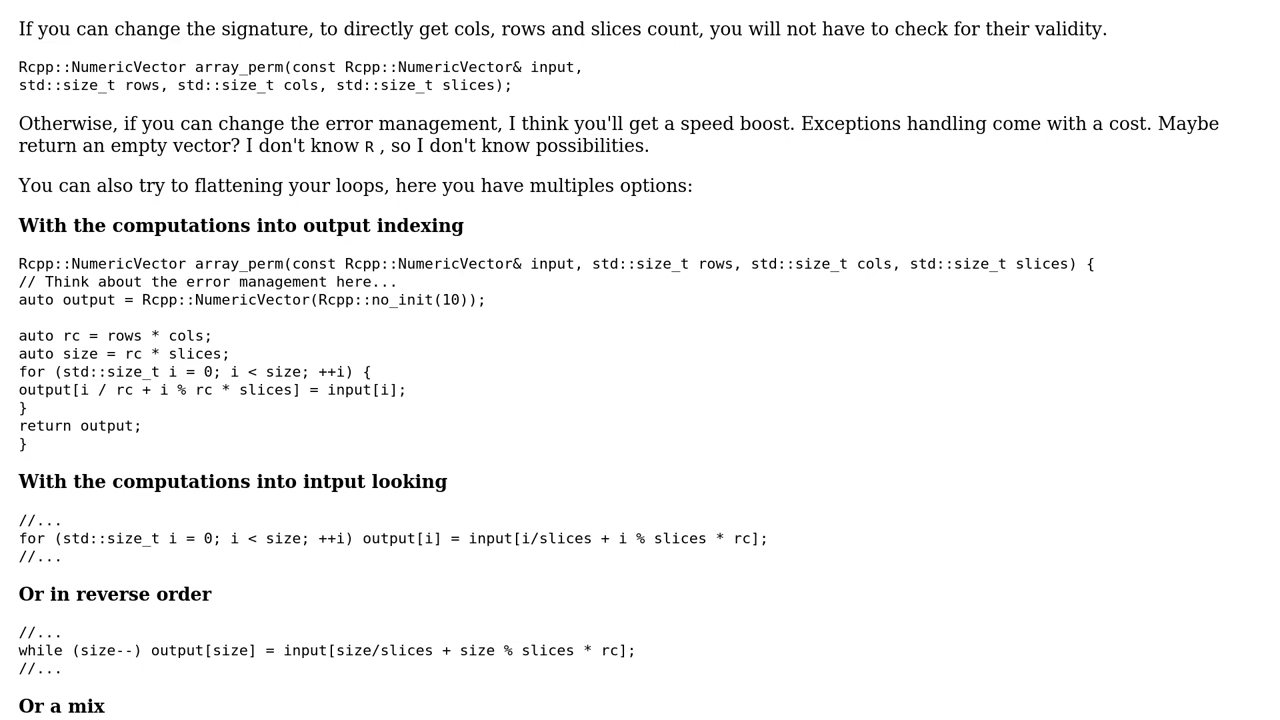 If you can change the signature, to directly get cols, rows and slices count, you will not have to check for their validity.
Rcpp::NumericVector array_perm(const Rcpp::NumericVector& input,
std::size_t rows, std::size_t cols, std::size_t slices);
Otherwise, if you can change the error management, I think you'll get a speed boost. Exceptions handling come with a cost. Maybe
return an empty vector? I don't know R , so I don't know possibilities.
You can also try to flattening your loops, here you have multiples options:
With the computations into output indexing
Rcpp::NumericVector array_perm(const Rcpp::NumericVector& input, std::size_t rows, std::size_t cols, std::size_t slices) {
// Think about the error management here...
auto output = Rcpp::NumericVector(Rcpp::no_init(10));
auto rc = rows * cols;
auto size = rc * slices;
for (std::size_t i = 0; i < size; ++i) {
output[i / rc + i % rc * slices] = input[i];
}
return output;
}
With the computations into intput looking
//...
for (std::size_t i = 0; i < size; ++i) output[i] = input[i/slices + i % slices * rc];
//...
Or in reverse order
//...
while (size--) output[size] = input[size/slices + size % slices * rc];
//...
Or a mix